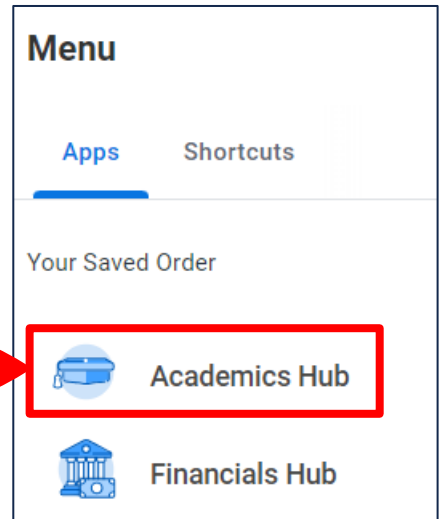 Menu
Apps Shortcuts
Your Saved Order
Academics Hub
Financials Hub